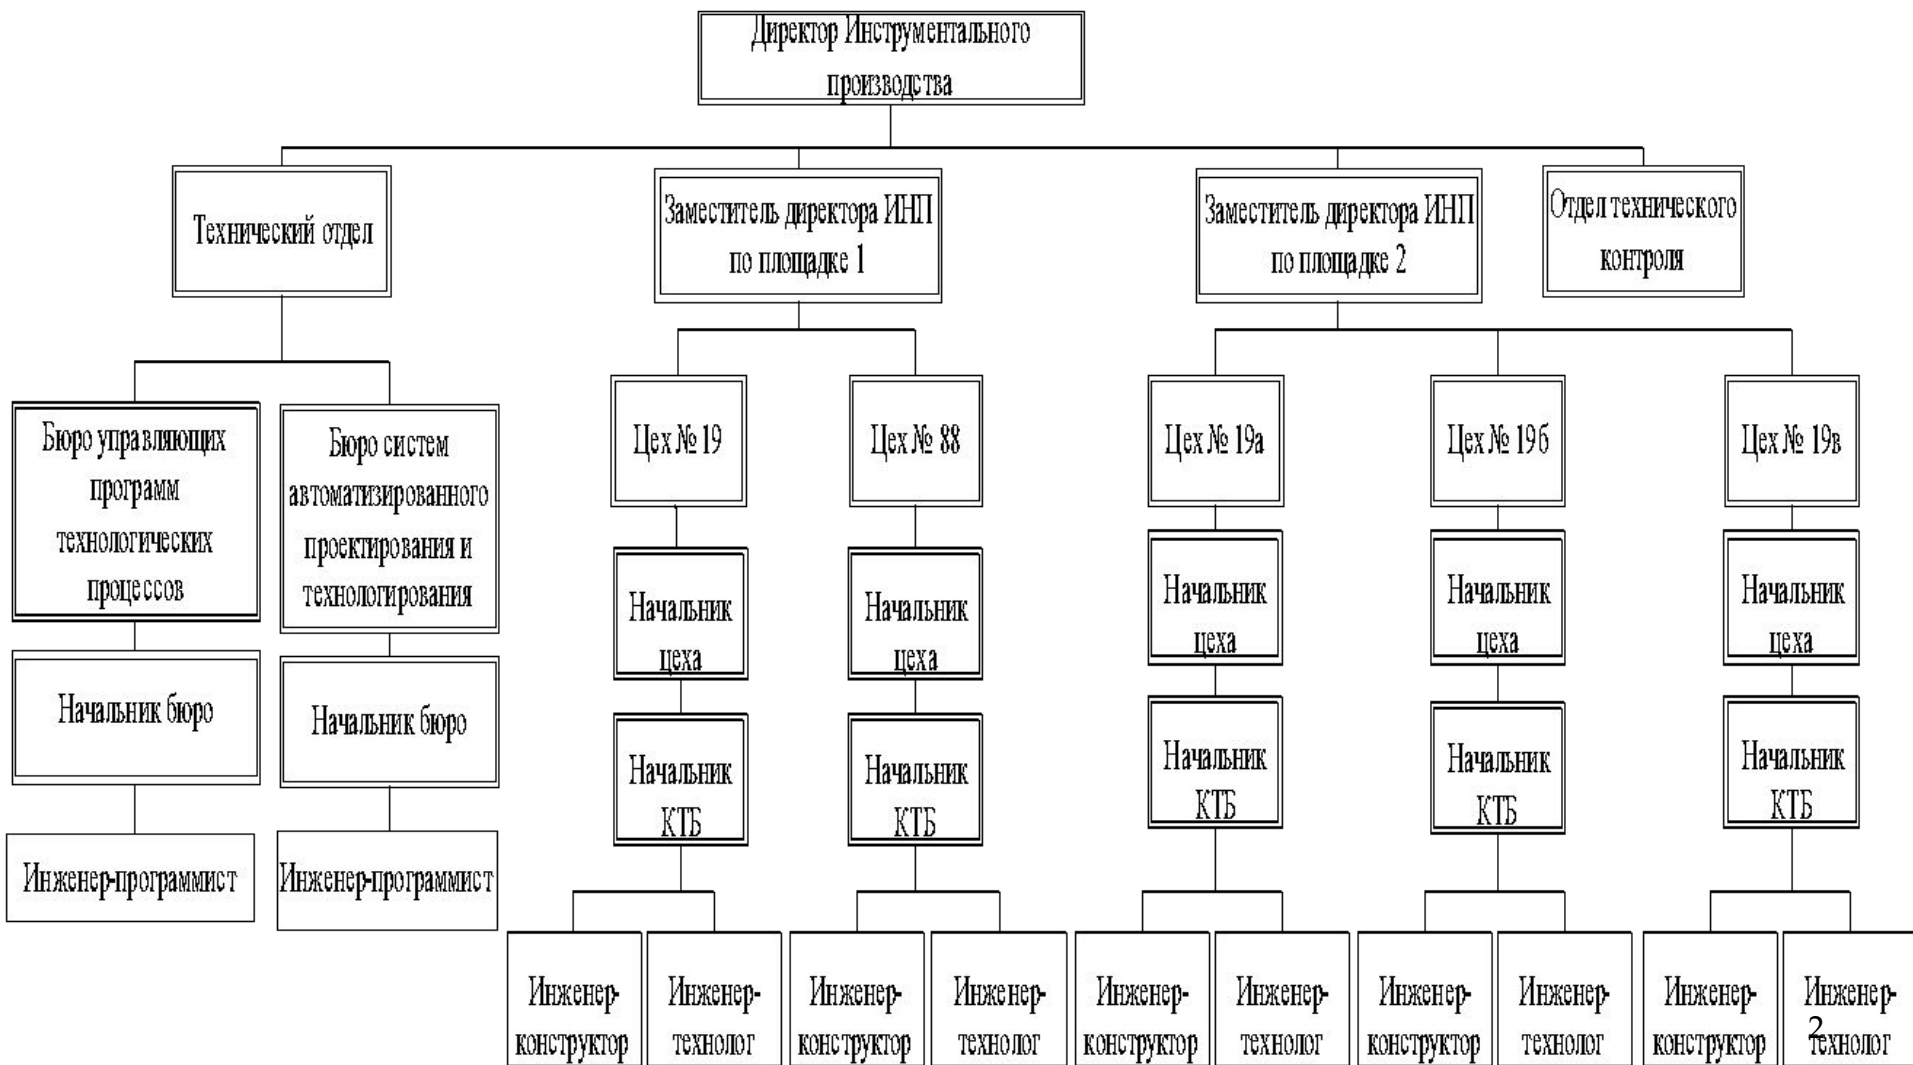 Директор Инструментального
производства
Технический отдел
Заместитель директора ИНП
по площадке 1
Заместитель директора ИНП
по площадке 2
Отдел технического
контроля
Бюро управляющих
программ
технологических
процессов
Бюро систем
автоматизированного
проектирования и
технологирования
Цех № 19
Цех № 88
Цех № 19а
Цех № 19б
Цех № 19в
Начальник
цеха
Начальник
цеха
Начальник
цеха
Начальник
цеха
Начальник
цеха
Начальник бюро
Начальник бюро
Начальник
КТБ
Начальник
КТБ
Начальник
КТБ
Начальник
КТБ
Начальник
КТБ
Инженер-программист
Инженер-программист
Инженер-
конструктор
Инженер-
технолог
Инженер-
конструктор
Инженер-
технолог
Инженер-
конструктор
Инженер-
технолог
Инженер-
конструктор
Инженер-
технолог
Инженер-
конструктор
Инженер-
технолог
2